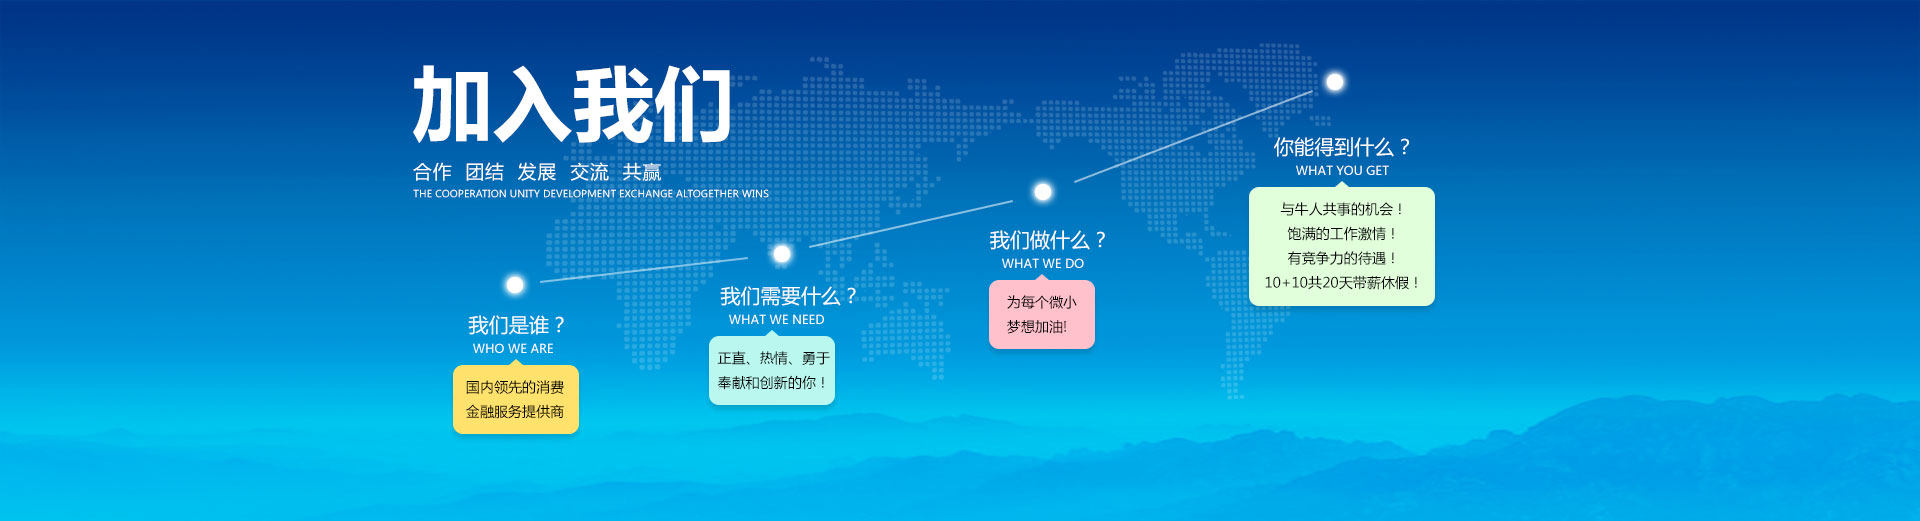 加入我们
合作 团结 发展 交流 共赢
THE COOPERATION UNITY DEVELOPMENT EXCHANGE ALTOGETHER WINS
我们是谁？
WHO WE ARE
国内领先的消费
金融服务提供商
我们需要什么？
WHAT WE NEED
正直、热情、勇于
奉献和创新的你！
我们做什么？
WHAT WE DO
为每个微小
梦想加油!
你能得到什么？
WHAT YOU GET
与牛人共事的机会！
饱满的工作激情！
有竞争力的待遇！
10+10共20天带薪休假！